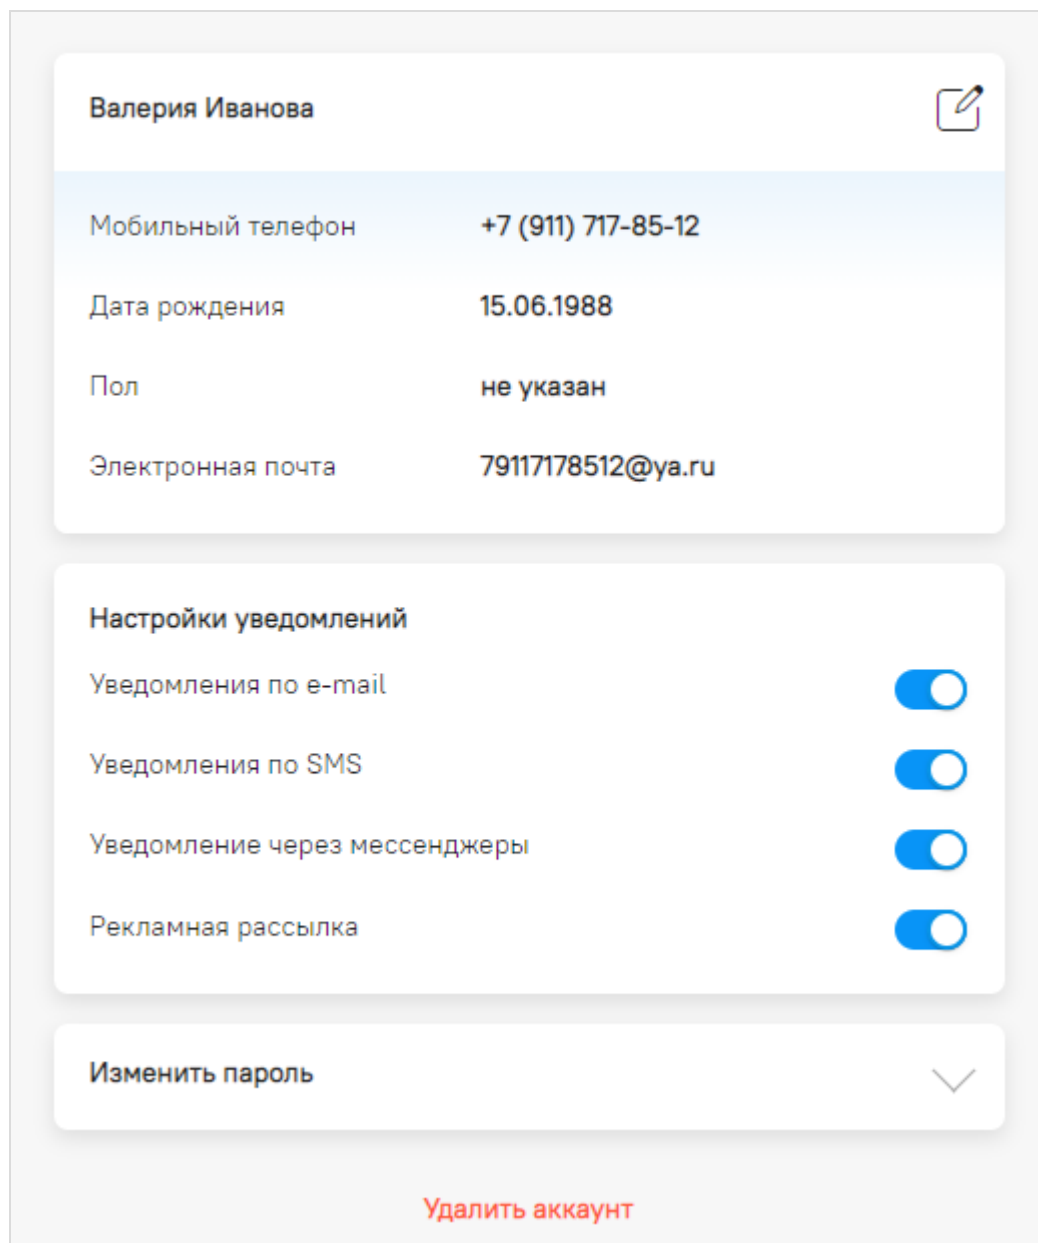 Валерия Иванова
Мобильный телефон +7 (911) 717-85-12
Дата рождения 15.06.1988
Пол не указан
Электронная почта 79117178512@ya.ru
Настройки уведомлений
Уведомления по e-mail
Уведомления по SMS
Уведомление через мессенджеры
Рекламная рассылка
Изменить пароль
Удалить аккаунт